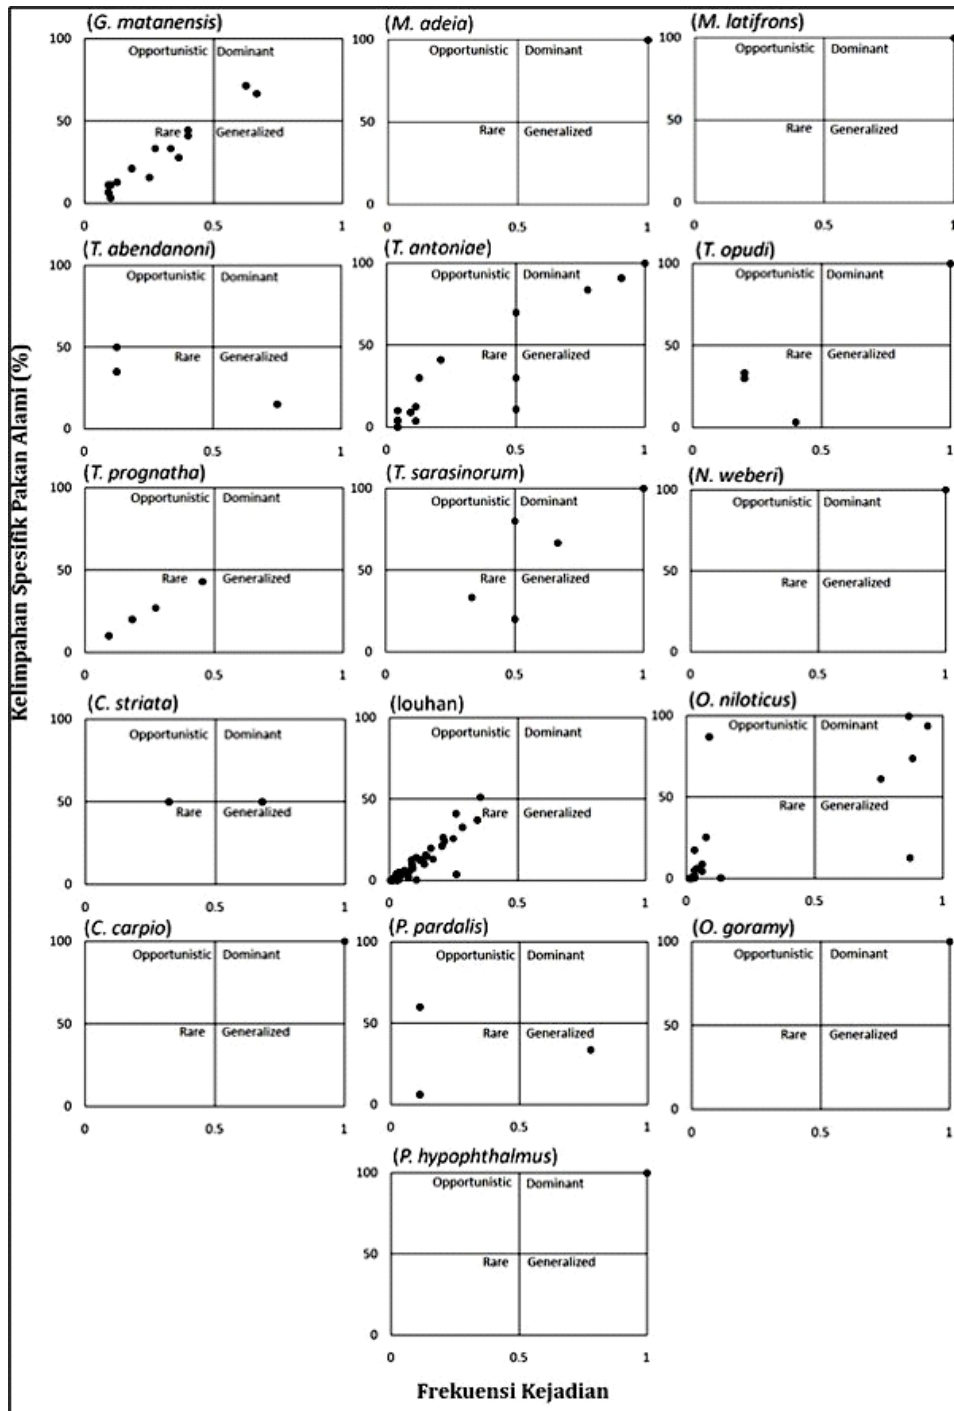 (G. matanensis) (M. adeia) (M. latifrons)
100 Opportunistic Dominant 100 Opportunistic Dominant 100 Opportunistic Dominant
50 Rare Generalized 50 Rare Generalized 50 Rare Generalized
0 0 0
0 0.5 1 0 0.5 1 0 0.5 1
(T. abendanoni) (T. antoniae) (T. opudi)
100 Opportunistic Dominant 100 Opportunistic Dominant 100 Opportunistic Dominant
50 Rare Generalized 50 Rare Generalized 50 Rare Generalized
0 0 0
0 0.5 1 0 0.5 1 0 0.5 1
Kelimpahan Spesifik Pakan Alami (%)
(T. prognatha) (T. sarasinorum) (N. weberi)
100 Opportunistic Dominant 100 Opportunistic Dominant 100 Opportunistic Dominant
50 Rare Generalized 50 Rare Generalized 50 Rare Generalized
0 0 0
0 0.5 1 0 0.5 1 0 0.5 1
(C. striata) (louhan) (O. niloticus)
100 Opportunistic Dominant 100 Opportunistic Dominant 100 Opportunistic Dominant
50 Rare Generalized 50 Rare Generalized 50 Rare Generalized
0 0 0
0 0.5 1 0 0.5 1 0 0.5 1
(C. carpio) (P. pardalis) (O. goramy)
100 Opportunistic Dominant 100 Opportunistic Dominant 100 Opportunistic Dominant
50 Rare Generalized 50 Rare Generalized 50 Rare Generalized
0 0 0
0 0.5 1 0 0.5 1 0 0.5 1
(P. hypophthalmus)
100 Opportunistic Dominant
50 Rare Generalized
0
0 0.5 1
Frekuensi Kejadian